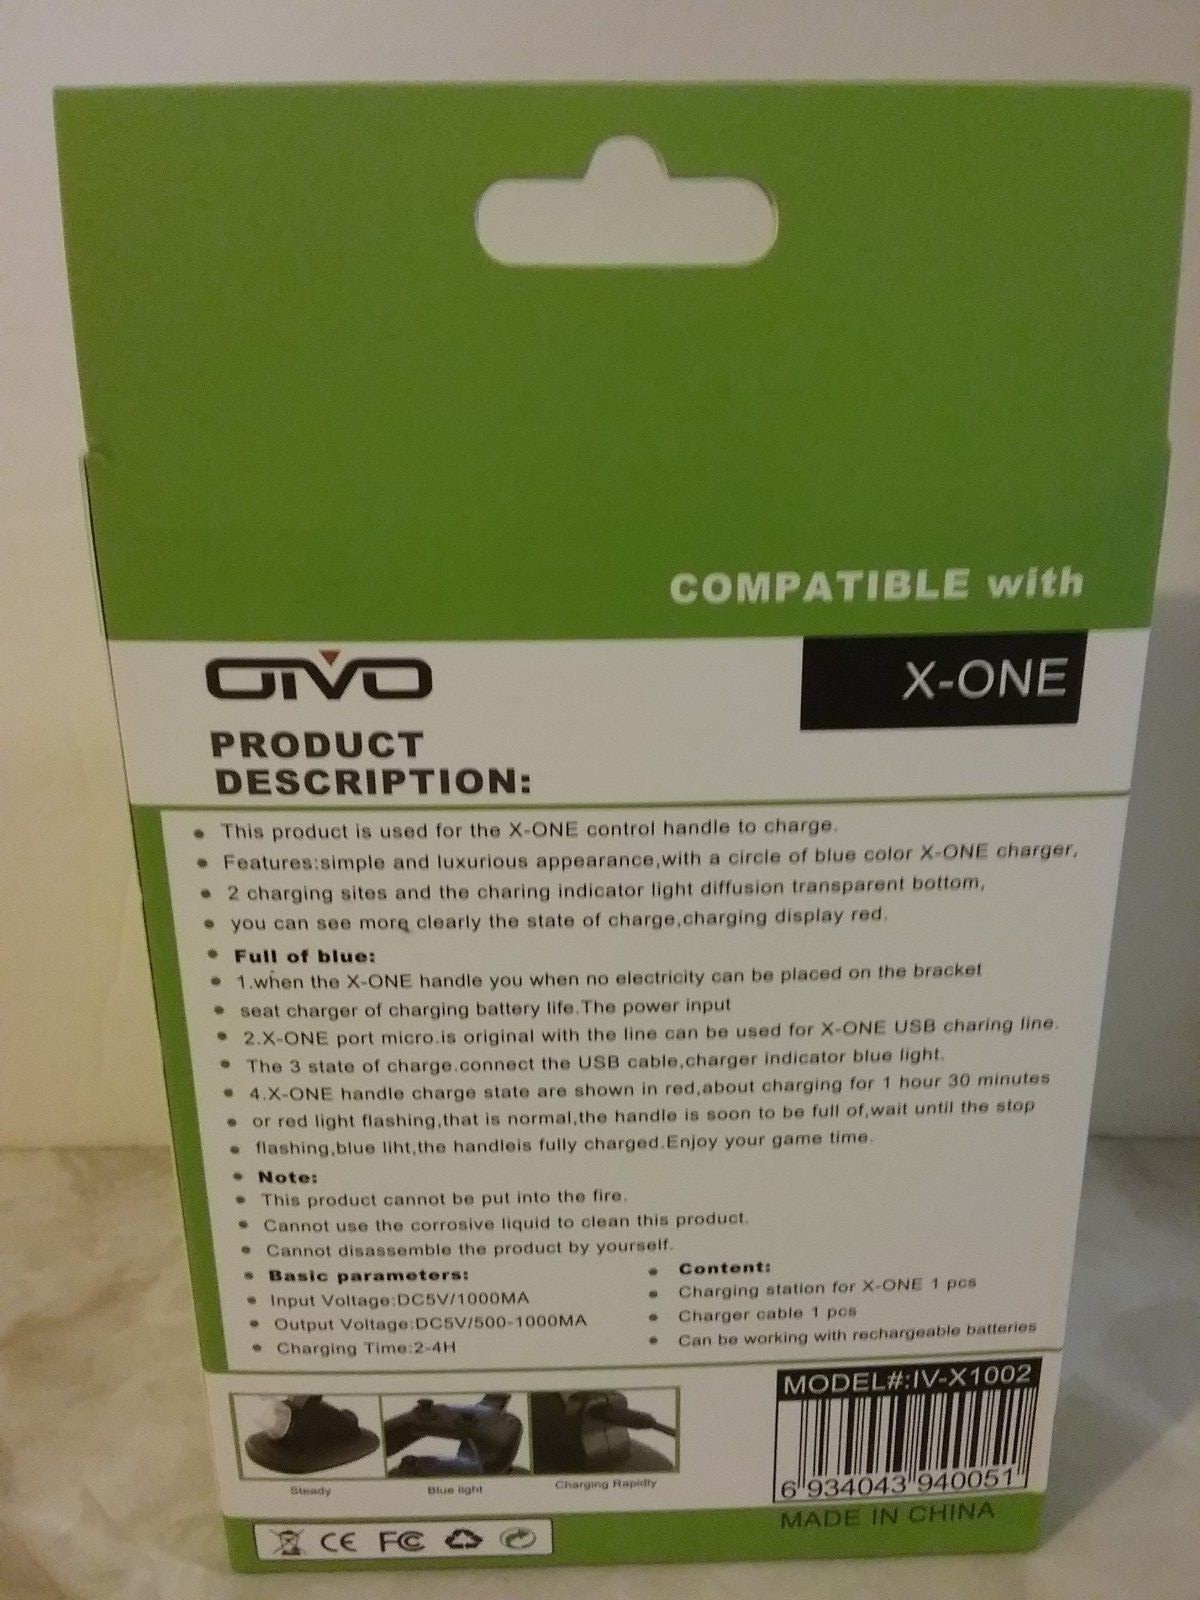 COMPATIBLE with
OIVO
X-ONE
PRODUCT
DESCRIPTION:
This product is used for the X-ONE control handle to charge.
Features:simple and luxurious appearance,with a circle of blue color X-ONE charger,
2 charging sites and the charing indicator light diffusion transparent bottom,
you can see more clearly the state of charge,charging display red.
Full of blue:
1.when the X-ONE handle you when no electricity can be placed on the bracket
seat charger of charging battery life.The power input
2.X-ONE port micro.is original with the line can be used for X-ONE USB charing line.
The 3 state of charge.connect the USB cable,charger indicator blue light.
4.X-ONE handle charge state are shown in red,about charging for 1 hour 30 minutes
or red light flashing,that is normal,the handle is soon to be full of,wait until the stop
flashing,blue liht,the handleis fully charged.Enjoy your game time.
Note:
This product cannot be put into the fire.
Cannot use the corrosive liquid to clean this product.
Cannot disassemble the product by yourself.
Basic parameters:
Input Voltage:DC5V/1000MA
Output Voltage:DC5V/500-1000MA
Charging Time:2-4H
Content:
Charging station for X-ONE 1 pcs
Charger cable 1 pcs
Can be working with rechargeable batteries
Steady
Blue light
Charging Rapidly
MODEL#:IV-X1002
6 934043 940051
MADE IN CHINA
CE FC